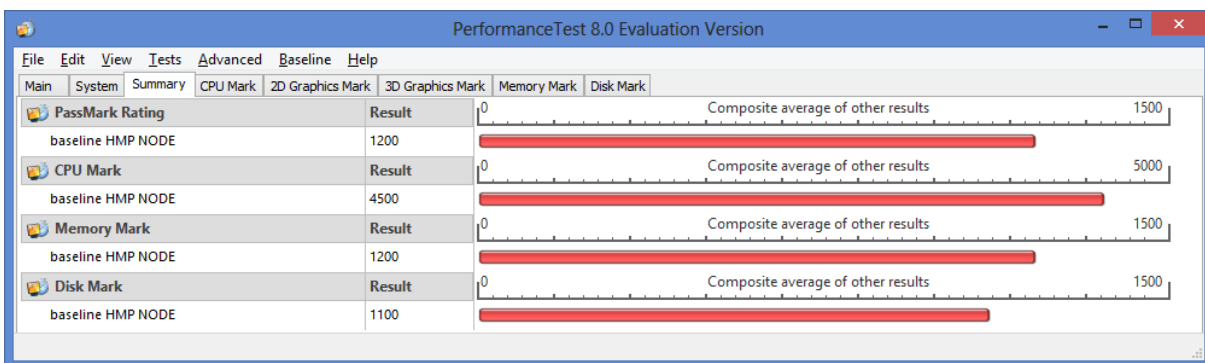 PerformanceTest 8.0 Evaluation Version
File Edit View Tests Advanced Baseline Help
Main System Summary CPU Mark 2D Graphics Mark 3D Graphics Mark Memory Mark Disk Mark
PassMark Rating Result 0 Composite average of other results 1500
baseline HMP NODE 1200
CPU Mark Result 0 Composite average of other results 5000
baseline HMP NODE 4500
Memory Mark Result 0 Composite average of other results 1500
baseline HMP NODE 1200
Disk Mark Result 0 Composite average of other results 1500
baseline HMP NODE 1100